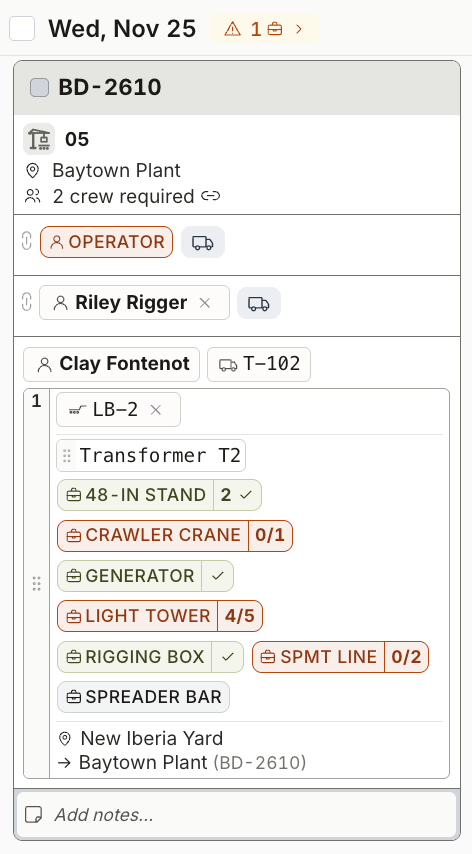 Wed, Nov 25 1
BD-2610
05
Baytown Plant
2 crew required
OPERATOR
Riley Rigger
Clay Fontenot T-102
1 LB-2
Transformer T2
48-IN STAND 2
CRAWLER CRANE 0/1
GENERATOR
LIGHT TOWER 4/5
RIGGING BOX SPMT LINE 0/2
SPREADER BAR
New Iberia Yard
→ Baytown Plant (BD-2610)
Add notes...